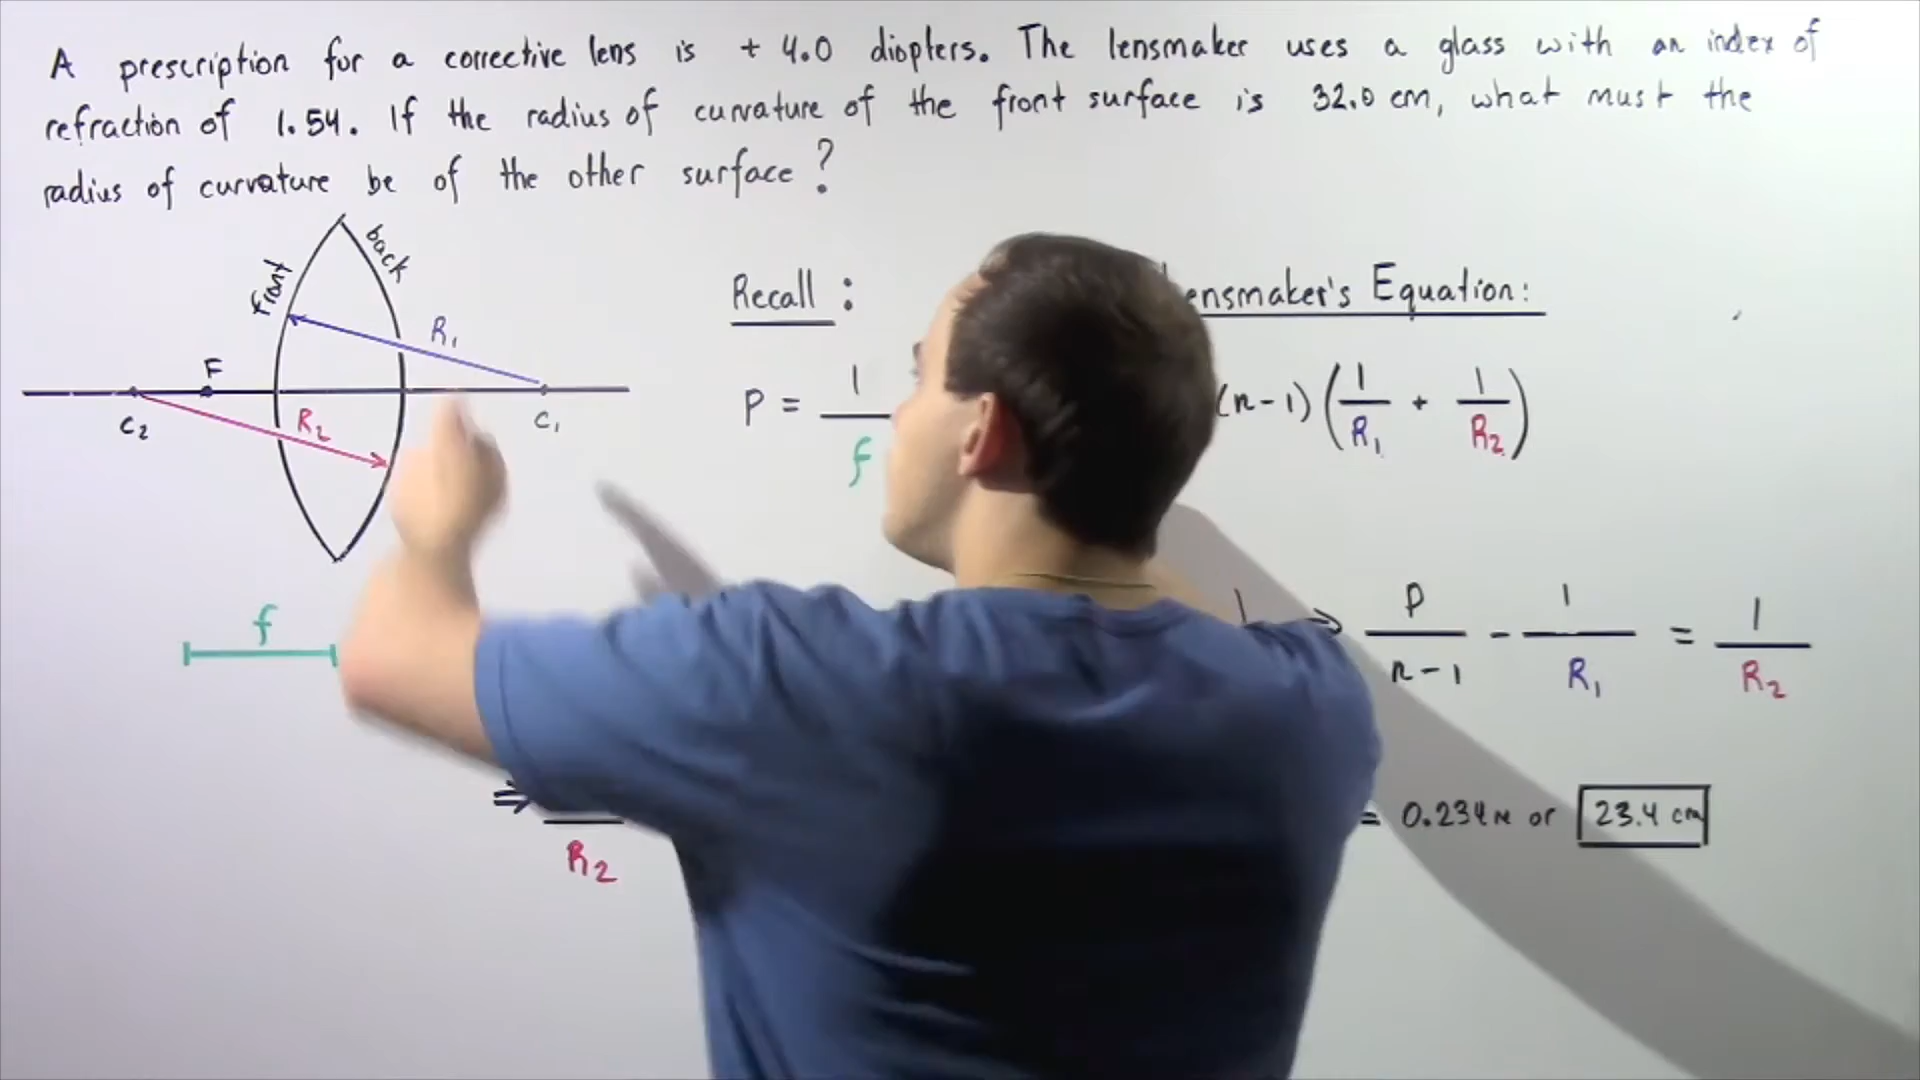 A prescription for a corrective lens is + 4.0 diopters. The lensmaker uses a glass with an index of
refraction of 1.54. If the radius of curvature of the front surface is 32.0 cm, what must the
radius of curvature be of the other surface?
front
back
R₁
F
C₂
R₂
C₁
f
Recall:
ensmaker's Equation:
P = 1/f
(n-1)(1/R₁ + 1/R₂)
⇒ P/(n-1) - 1/R₁ = 1/R₂
⇒
R₂
= 0.234m or 23.4 cm